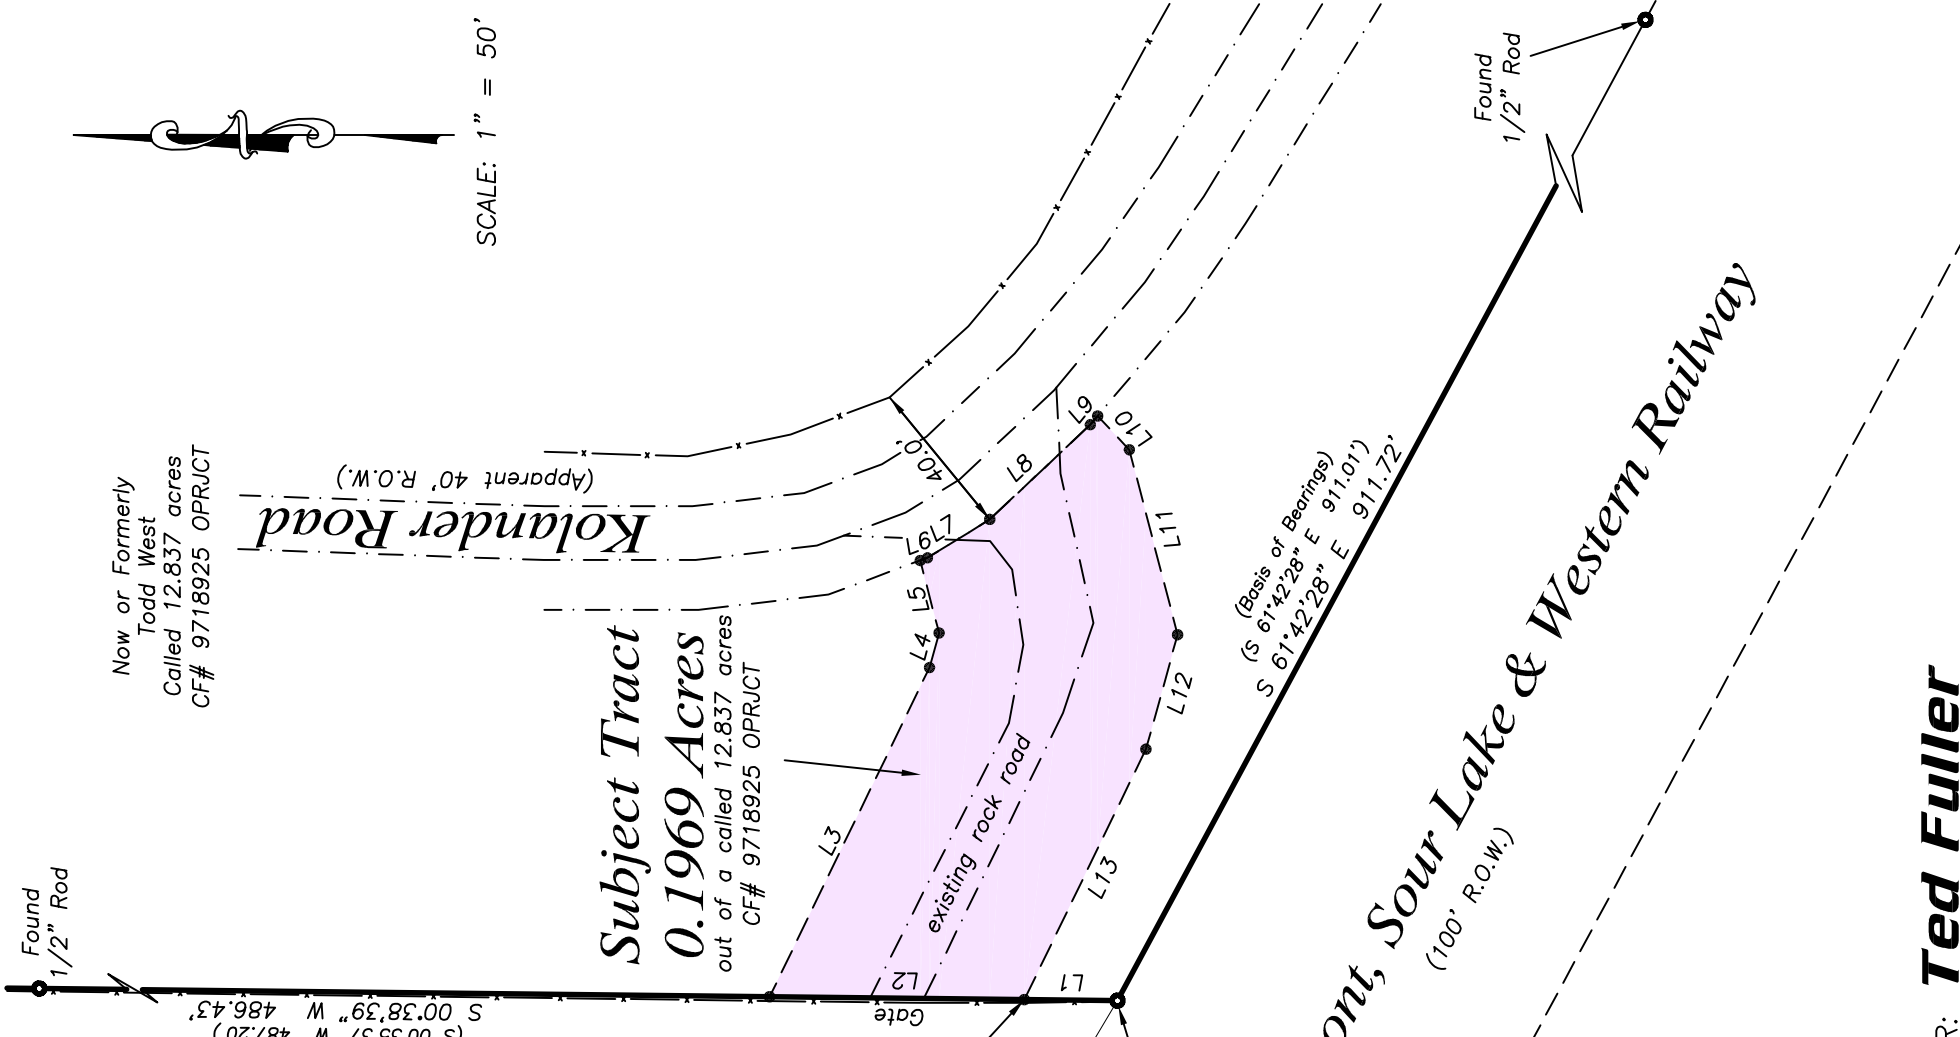 SCALE: 1" = 50'
Now or Formerly
Todd West
Called 12.837 acres
CF# 9718925 OPRJCT
Kolander Road
(Apparent 40' R.O.W.)
40.0'
Found
1/2" Rod
Found
1/2" Rod
Subject Tract
0.1969 Acres
out of a called 12.837 acres
CF# 9718925 OPRJCT
existing rock road
L1
L2
L3
L4
L5
L6
L7
L8
L9
L10
L11
L12
L13
Gate
S 00°38'39" W 486.43'
487.20'
(Basis of Bearings)
(S 61°42'28" E 911.01')
S 61°42'28" E 911.72'
ont, Sour Lake & Western Railway
(100' R.O.W.)
R: Ted Fuller